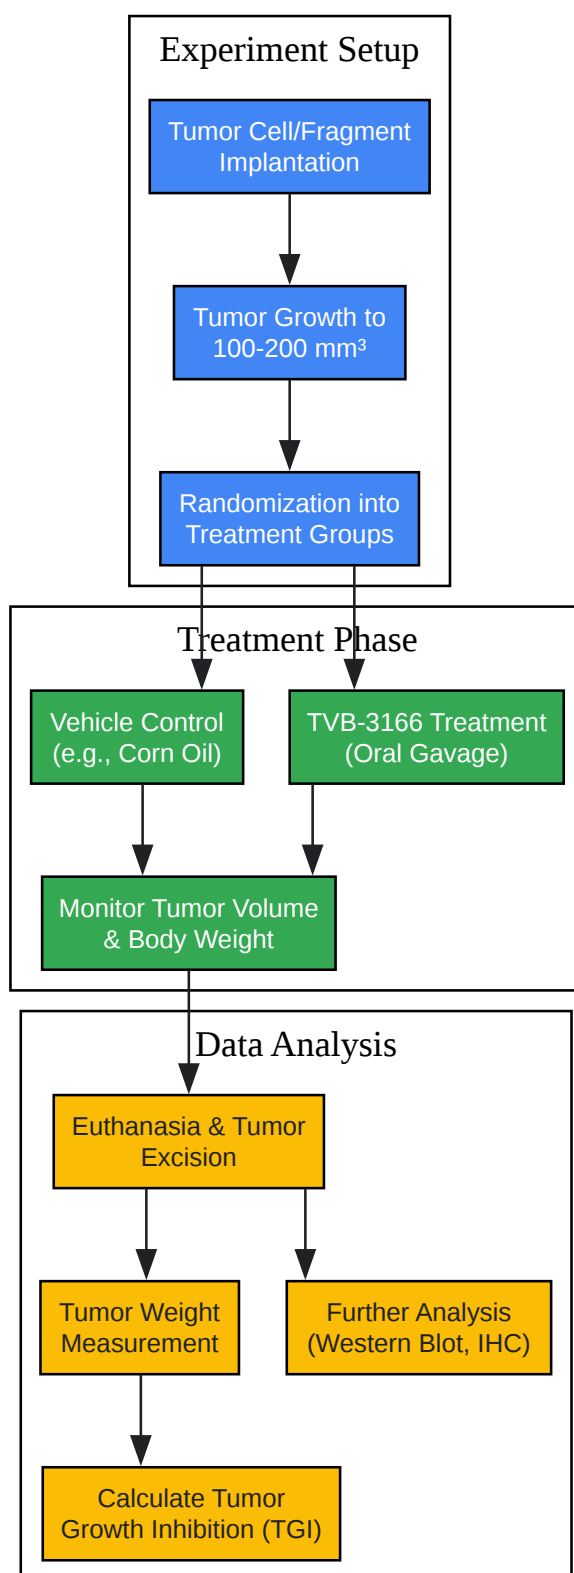 Experiment Setup
Tumor Cell/Fragment
Implantation
Tumor Growth to
100-200 mm³
Randomization into
Treatment Groups
Treatment Phase
Vehicle Control
(e.g., Corn Oil)
TVB-3166 Treatment
(Oral Gavage)
Monitor Tumor Volume
& Body Weight
Data Analysis
Euthanasia & Tumor
Excision
Tumor Weight
Measurement
Further Analysis
(Western Blot, IHC)
Calculate Tumor
Growth Inhibition (TGI)